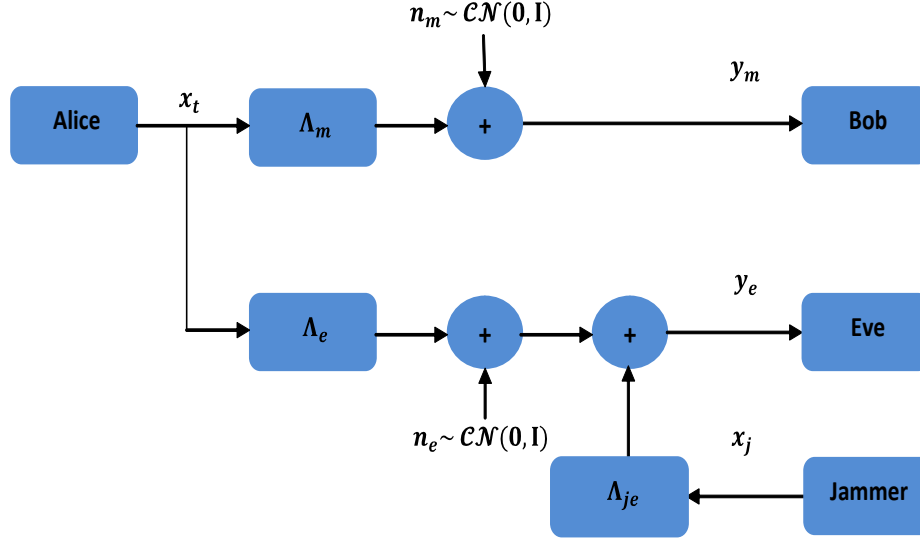 n_m ~ 𝒞𝒩(0, I)
x_t
y_m
Alice
Λ_m
+
Bob
y_e
Λ_e
+
+
Eve
n_e ~ 𝒞𝒩(0, I)
x_j
Λ_je
Jammer